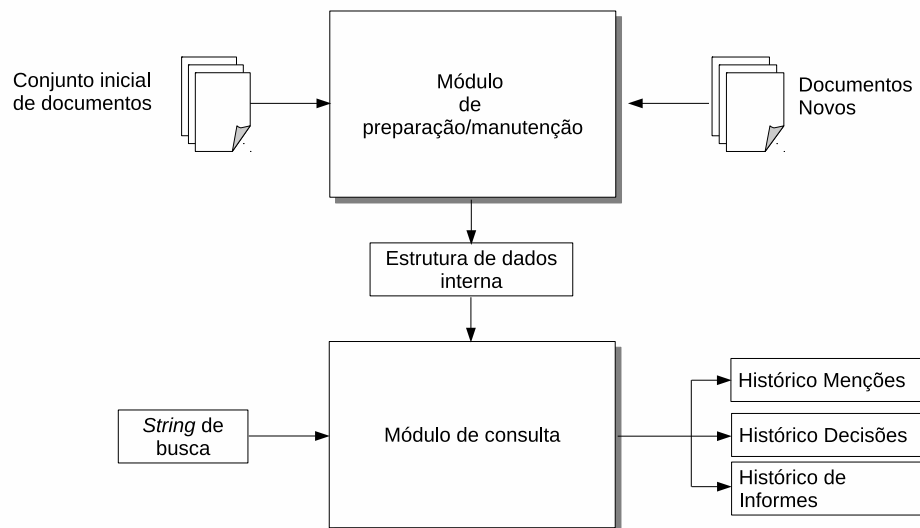 Conjunto inicial
de documentos
Módulo
de
preparação/manutenção
Documentos
Novos
Estrutura de dados
interna
String de
busca
Módulo de consulta
Histórico Menções
Histórico Decisões
Histórico de
Informes